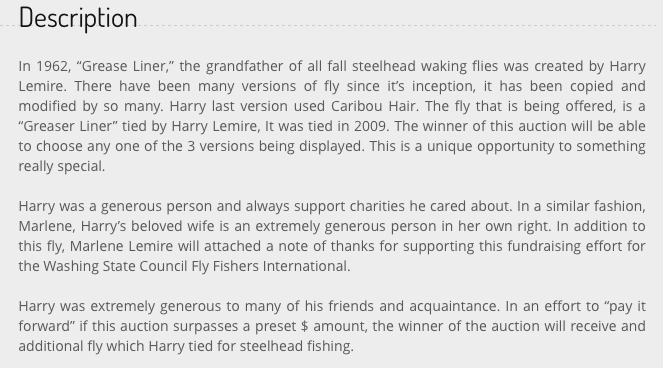 Description
In 1962, “Grease Liner,” the grandfather of all fall steelhead waking flies was created by Harry
Lemire. There have been many versions of fly since it’s inception, it has been copied and
modified by so many. Harry last version used Caribou Hair. The fly that is being offered, is a
“Greaser Liner” tied by Harry Lemire, It was tied in 2009. The winner of this auction will be able
to choose any one of the 3 versions being displayed. This is a unique opportunity to something
really special.
Harry was a generous person and always support charities he cared about. In a similar fashion,
Marlene, Harry’s beloved wife is an extremely generous person in her own right. In addition to
this fly, Marlene Lemire will attached a note of thanks for supporting this fundraising effort for
the Washing State Council Fly Fishers International.
Harry was extremely generous to many of his friends and acquaintance. In an effort to “pay it
forward” if this auction surpasses a preset $ amount, the winner of the auction will receive and
additional fly which Harry tied for steelhead fishing.